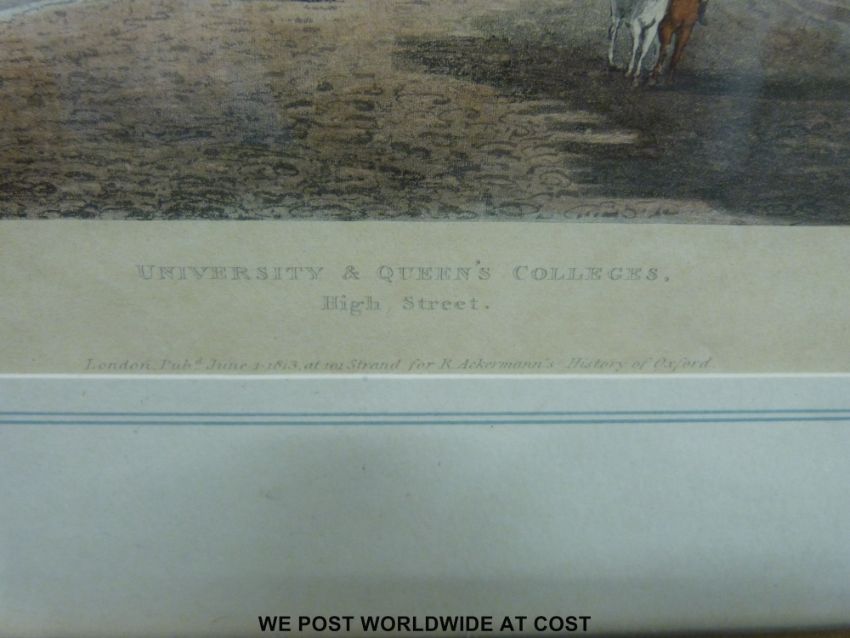 UNIVERSITY & QUEEN'S COLLEGES,
High Street.
London, Pubd. June 1-1813, at 101 Strand for R. Ackermann's History of Oxford
WE POST WORLDWIDE AT COST